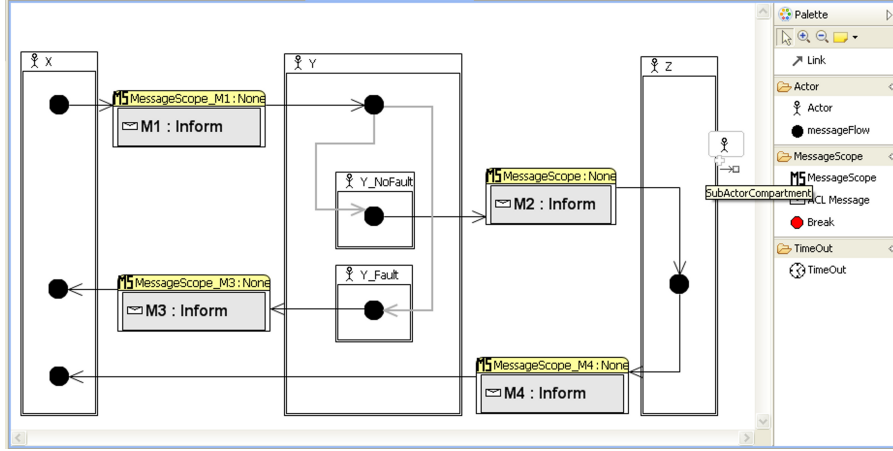 X
Y
Z
MessageScope_M1:None
M1 : Inform
Y_NoFault
MessageScope:None
M2 : Inform
Y_Fault
MessageScope_M3:None
M3 : Inform
MessageScope_M4:None
M4 : Inform
SubActorCompartment
Palette
Link
Actor
Actor
messageFlow
MessageScope
MessageScope
ACL Message
Break
TimeOut
TimeOut